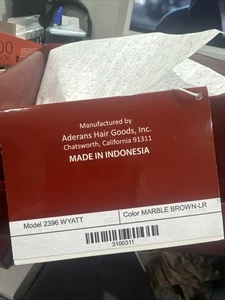 Manufactured by
Aderans Hair Goods, Inc.
Chatsworth, California 91311
MADE IN INDONESIA
Model 2396 WYATT
Color MARBLE BROWN-LR
3100311